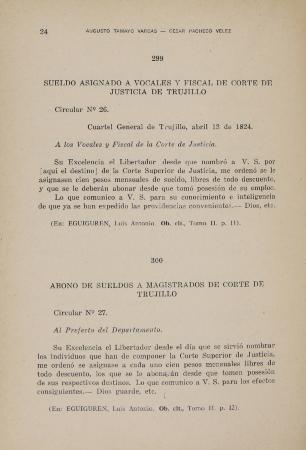 24 AUGUSTO TAMAYO VARGAS — CESAR PACHECO VELEZ
299
SUELDO ASIGNADO A VOCALES Y FISCAL DE CORTE DE
JUSTICIA DE TRUJILLO
Circular Nº 26.
Cuartel General de Trujillo, abril 13 de 1824.
A los Vocales y Fiscal de la Corte de Justicia.
Su Excelencia el Libertador desde que nombró a V. S. por
[aquí el destino] de la Corte Superior de Justicia, me ordenó se le
asignasen cien pesos mensuales de sueldo, libres de todo descuento,
y que se le deberán abonar desde que tomó posesión de su empleo.
Lo que comunico a V. S. para su conocimiento e inteligencia
de que ya se han expedido las providencias convenientes.— Dios, etc.
(En: EGUIGUREN, Luis Antonio. Ob. cit., Tomo II. p. 11).
300
ABONO DE SUELDOS A MAGISTRADOS DE CORTE DE
TRUJILLO
Circular Nº 27.
Al Prefecto del Departamento.
Su Excelencia el Libertador desde el día que se sirvió nombrar
los individuos que han de componer la Corte Superior de Justicia,
me ordenó se asignase a cada uno cien pesos mensuales libres de
todo descuento, los que se le abonarán desde que tomen posesión
de sus respectivos destinos. Lo que comunico a V. S. para los efectos
consiguientes.— Dios guarde, etc.
(En: EGUIGUREN, Luis Antonio. Ob. cit., Tomo II. p. 12).